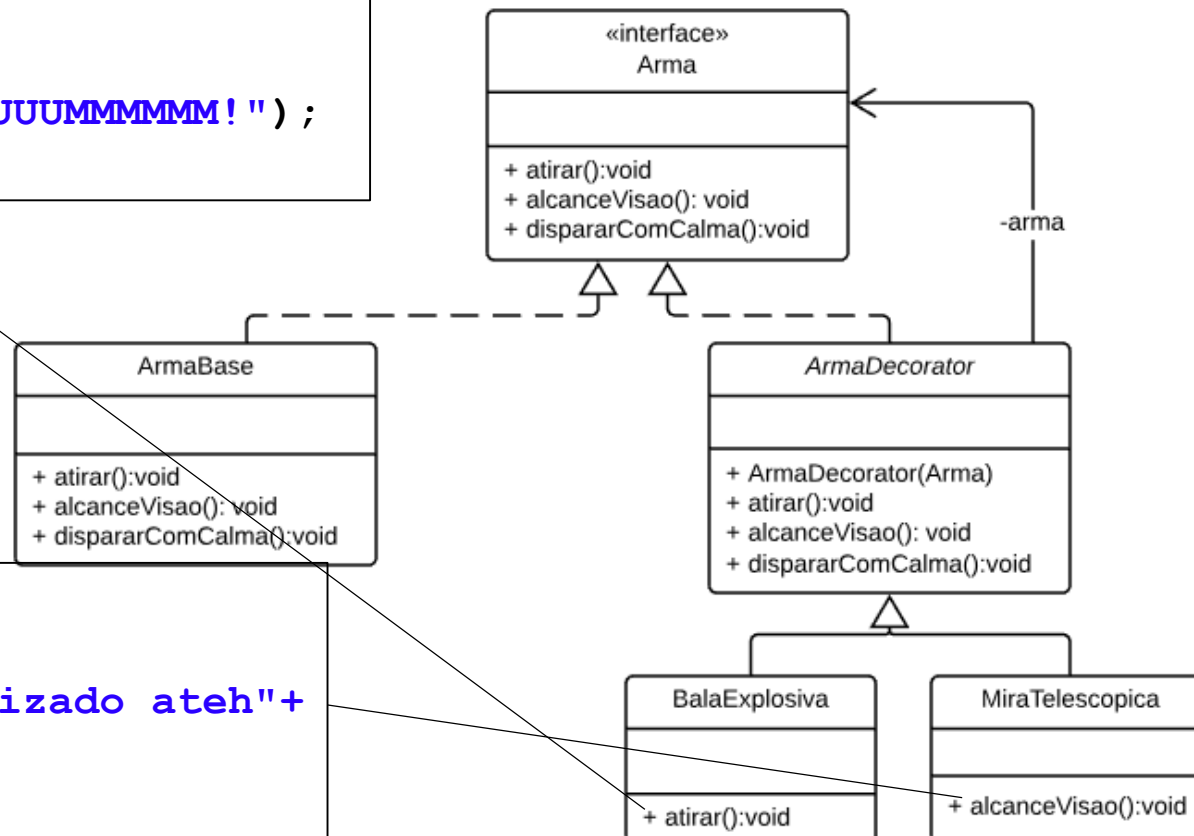 UUUMMMMMM!");
«interface»
Arma
+ atirar():void
+ alcanceVisao(): void
+ dispararComCalma():void
-arma
ArmaBase
+ atirar():void
+ alcanceVisao(): void
+ dispararComCalma():void
ArmaDecorator
+ ArmaDecorator(Arma)
+ atirar():void
+ alcanceVisao(): void
+ dispararComCalma():void
izado ateh"+
BalaExplosiva
+ atirar():void
MiraTelescopica
+ alcanceVisao():void